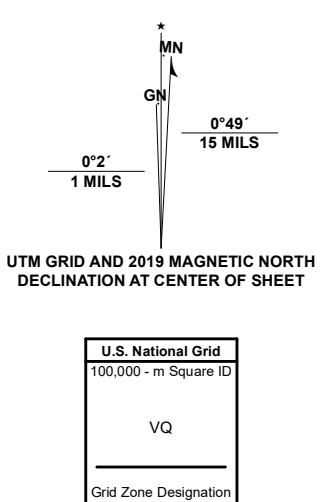 ★
MN
GN
0°49´
15 MILS
0°2´
1 MILS
UTM GRID AND 2019 MAGNETIC NORTH
DECLINATION AT CENTER OF SHEET
U.S. National Grid
100,000 - m Square ID
VQ
Grid Zone Designation